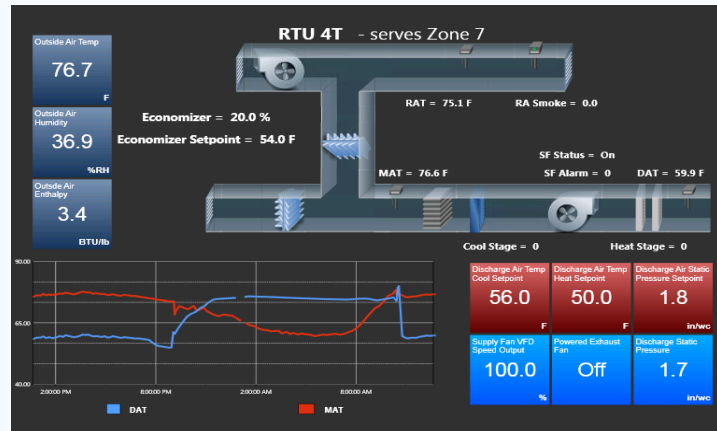 RTU 4T - serves Zone 7
Outside Air Temp
76.7
F
Outside Air
Humidity
36.9
%RH
Outsde Air
Enthalpy
3.4
BTU/lb
Economizer = 20.0 %
Economizer Setpoint = 54.0 F
RAT = 75.1 F
RA Smoke = 0.0
SF Status = On
MAT = 76.6 F
SF Alarm = 0
DAT = 59.9 F
Cool Stage = 0
Heat Stage = 0
90.00
65.00
40.00
2:00:00 PM
8:00:00 PM
2:00:00 AM
8:00:00 AM
DAT
MAT
Discharge Air Temp
Cool Setpoint
56.0
F
Discharge Air Temp
Heat Setpoint
50.0
F
Discharge Air Static
Pressure Setpoint
1.8
in/wc
Supply Fan VFD
Speed Output
100.0
%
Powered Exhaust
Fan
Off
Discharge Static
Pressure
1.7
in/wc